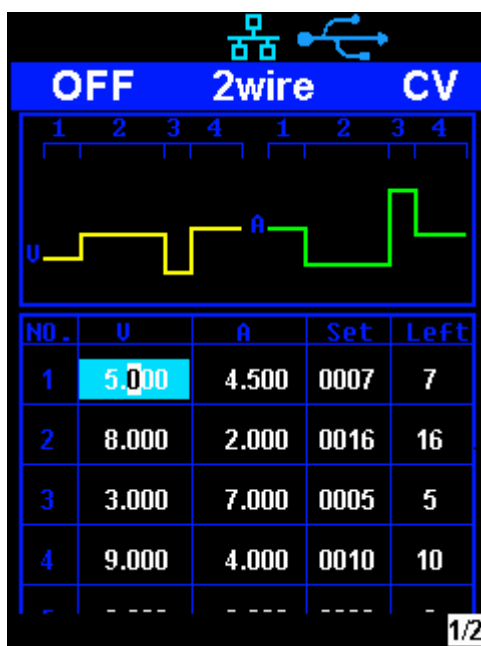 OFF 2wire CV
1 2 3 4 1 2 3 4
V A
NO. V A Set Left
1 5.000 4.500 0007 7
2 8.000 2.000 0016 16
3 3.000 7.000 0005 5
4 9.000 4.000 0010 10
1/2